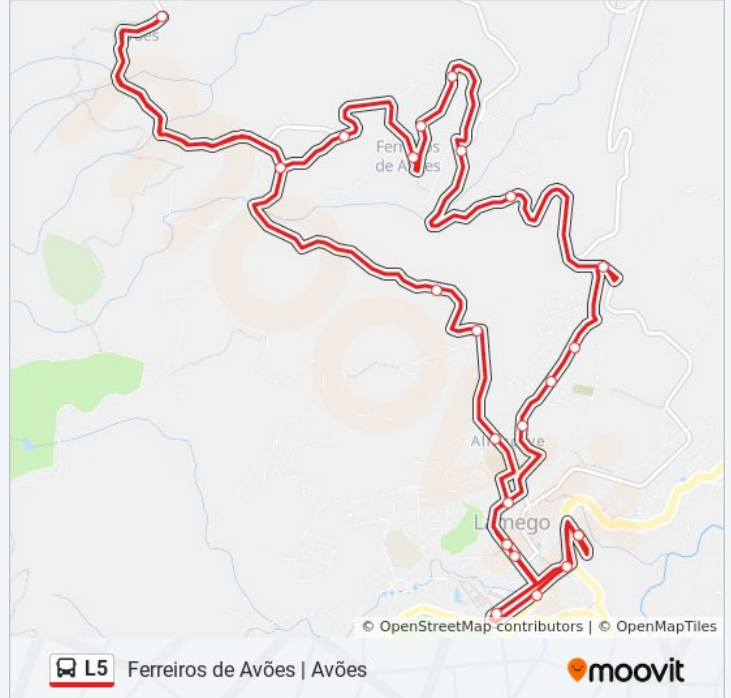 Ferreiros
de Avões
Lamego
© OpenStreetMap contributors | © OpenMapTiles
L5 Ferreiros de Avões | Avões
moovit